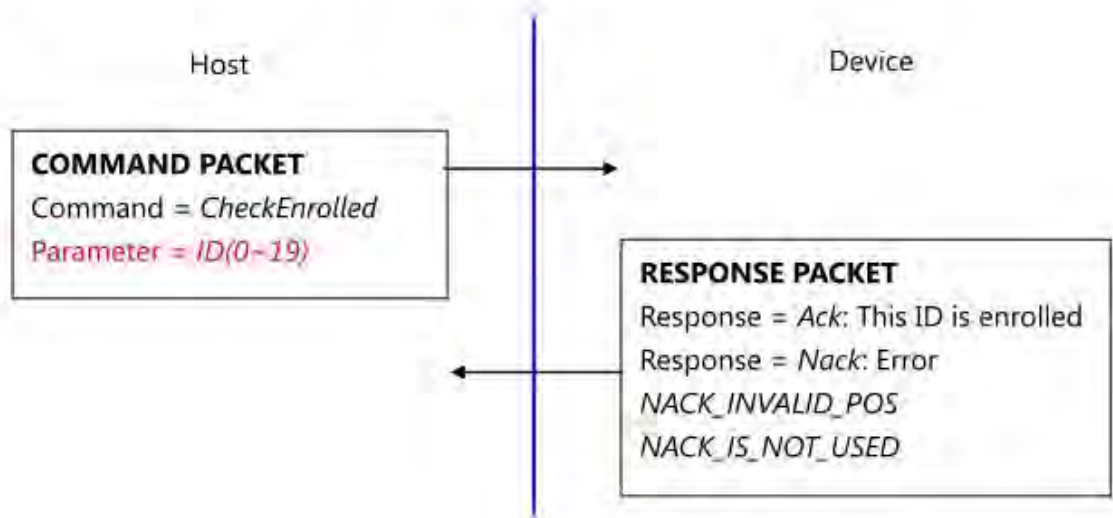 Host
Device
COMMAND PACKET
Command = CheckEnrolled
Parameter = ID(0~19)
RESPONSE PACKET
Response = Ack: This ID is enrolled
Response = Nack: Error
NACK_INVALID_POS
NACK_IS_NOT_USED